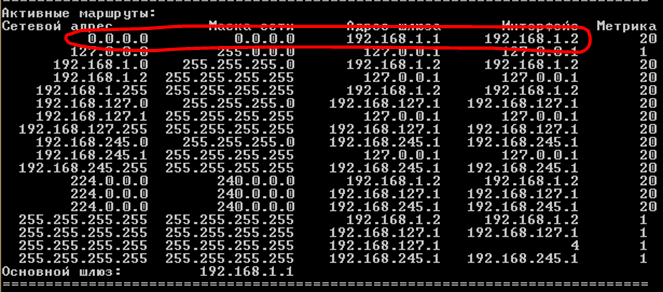 Активные маршруты:
Сетевой адрес Маска сети Адрес шлюза Интерфейс Метрика
0.0.0.0 0.0.0.0 192.168.1.1 192.168.1.2 20
127.0.0.0 255.0.0.0 127.0.0.1 127.0.0.1 1
192.168.1.0 255.255.255.0 192.168.1.2 192.168.1.2 20
192.168.1.2 255.255.255.255 127.0.0.1 127.0.0.1 20
192.168.1.255 255.255.255.255 192.168.1.2 192.168.1.2 20
192.168.127.0 255.255.255.0 192.168.127.1 192.168.127.1 20
192.168.127.1 255.255.255.255 127.0.0.1 127.0.0.1 20
192.168.127.255 255.255.255.255 192.168.127.1 192.168.127.1 20
192.168.245.0 255.255.255.0 192.168.245.1 192.168.245.1 20
192.168.245.1 255.255.255.255 127.0.0.1 127.0.0.1 20
192.168.245.255 255.255.255.255 192.168.245.1 192.168.245.1 20
224.0.0.0 240.0.0.0 192.168.1.2 192.168.1.2 20
224.0.0.0 240.0.0.0 192.168.127.1 192.168.127.1 20
224.0.0.0 240.0.0.0 192.168.245.1 192.168.245.1 20
255.255.255.255 255.255.255.255 192.168.1.2 192.168.1.2 1
255.255.255.255 255.255.255.255 192.168.127.1 192.168.127.1 1
255.255.255.255 255.255.255.255 192.168.127.1 4 1
255.255.255.255 255.255.255.255 192.168.245.1 192.168.245.1 1
Основной шлюз: 192.168.1.1